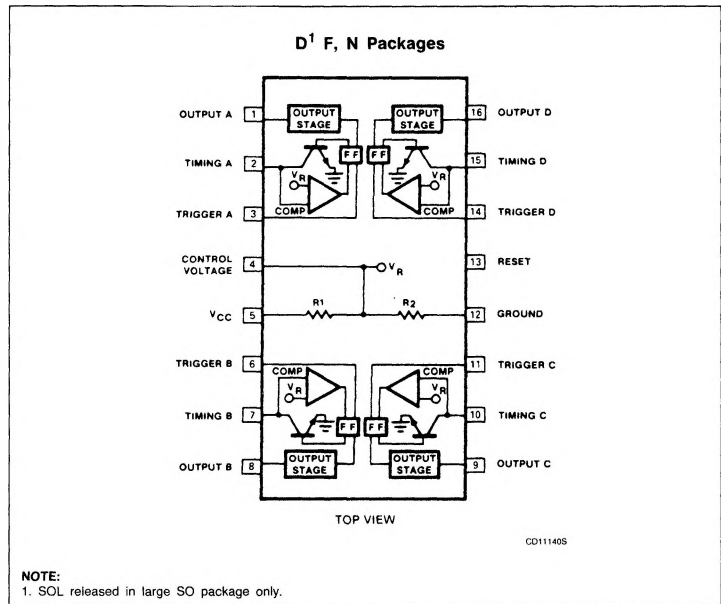 D¹ F, N Packages
OUTPUT A 1 OUTPUT STAGE OUTPUT STAGE 16 OUTPUT D
TIMING A 2 FF FF 15 TIMING D
VR VR
TRIGGER A 3 COMP COMP 14 TRIGGER D
CONTROL VOLTAGE 4 VR 13 RESET
VCC 5 R1 R2 12 GROUND
TRIGGER B 6 COMP COMP 11 TRIGGER C
VR VR
TIMING B 7 FF FF 10 TIMING C
OUTPUT B 8 OUTPUT STAGE OUTPUT STAGE 9 OUTPUT C
TOP VIEW
CD11140S
NOTE:
1. SOL released in large SO package only.